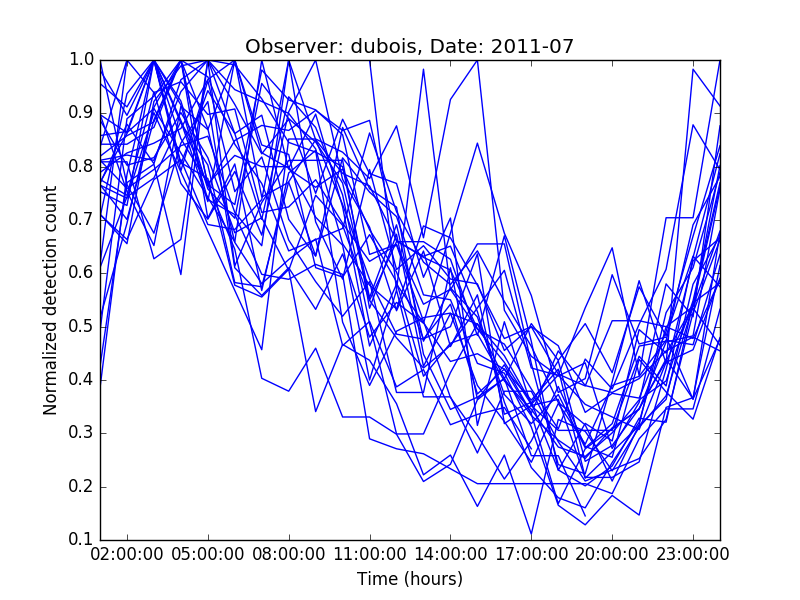 Observer: dubois, Date: 2011-07
Normalized detection count
1.0
0.9
0.8
0.7
0.6
0.5
0.4
0.3
0.2
0.1
02:00:00 05:00:00 08:00:00 11:00:00 14:00:00 17:00:00 20:00:00 23:00:00
Time (hours)